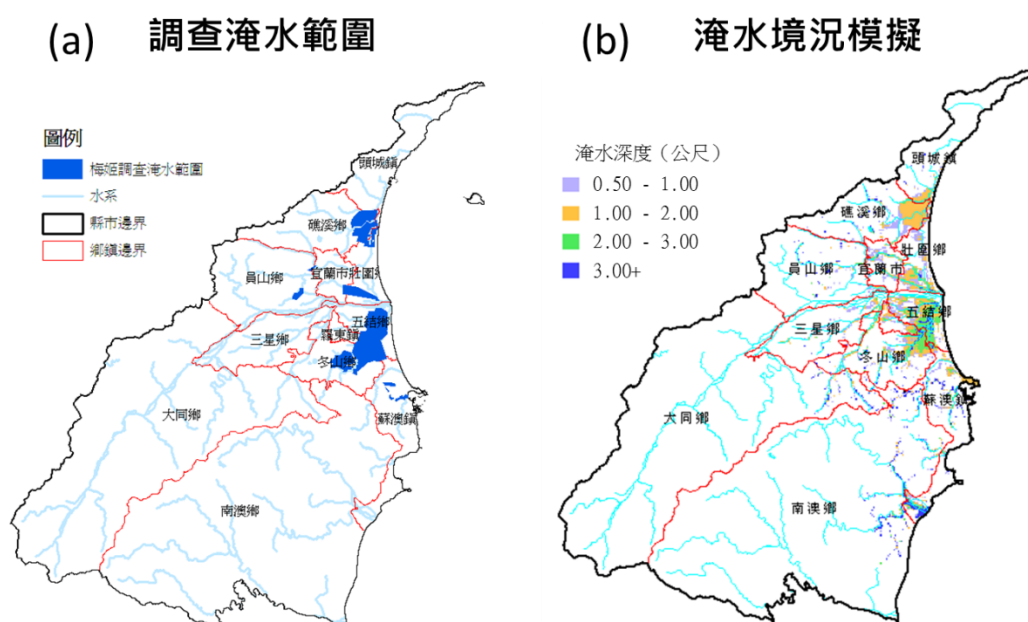 (a) 調查淹水範圍
圖例
梅姬調查淹水範圍
水系
縣市邊界
鄉鎮邊界
頭城鎮
礁溪鄉
員山鄉
宜蘭市
壯圍鄉
五結鄉
三星鄉
羅東鎮
冬山鄉
大同鄉
蘇澳鎮
南澳鄉
(b) 淹水境況模擬
淹水深度（公尺）
0.50 - 1.00
1.00 - 2.00
2.00 - 3.00
3.00+
頭城鎮
礁溪鄉
壯圍鄉
員山鄉
宜蘭市
五結鄉
三星鄉
冬山鄉
蘇澳鎮
大同鄉
南澳鄉